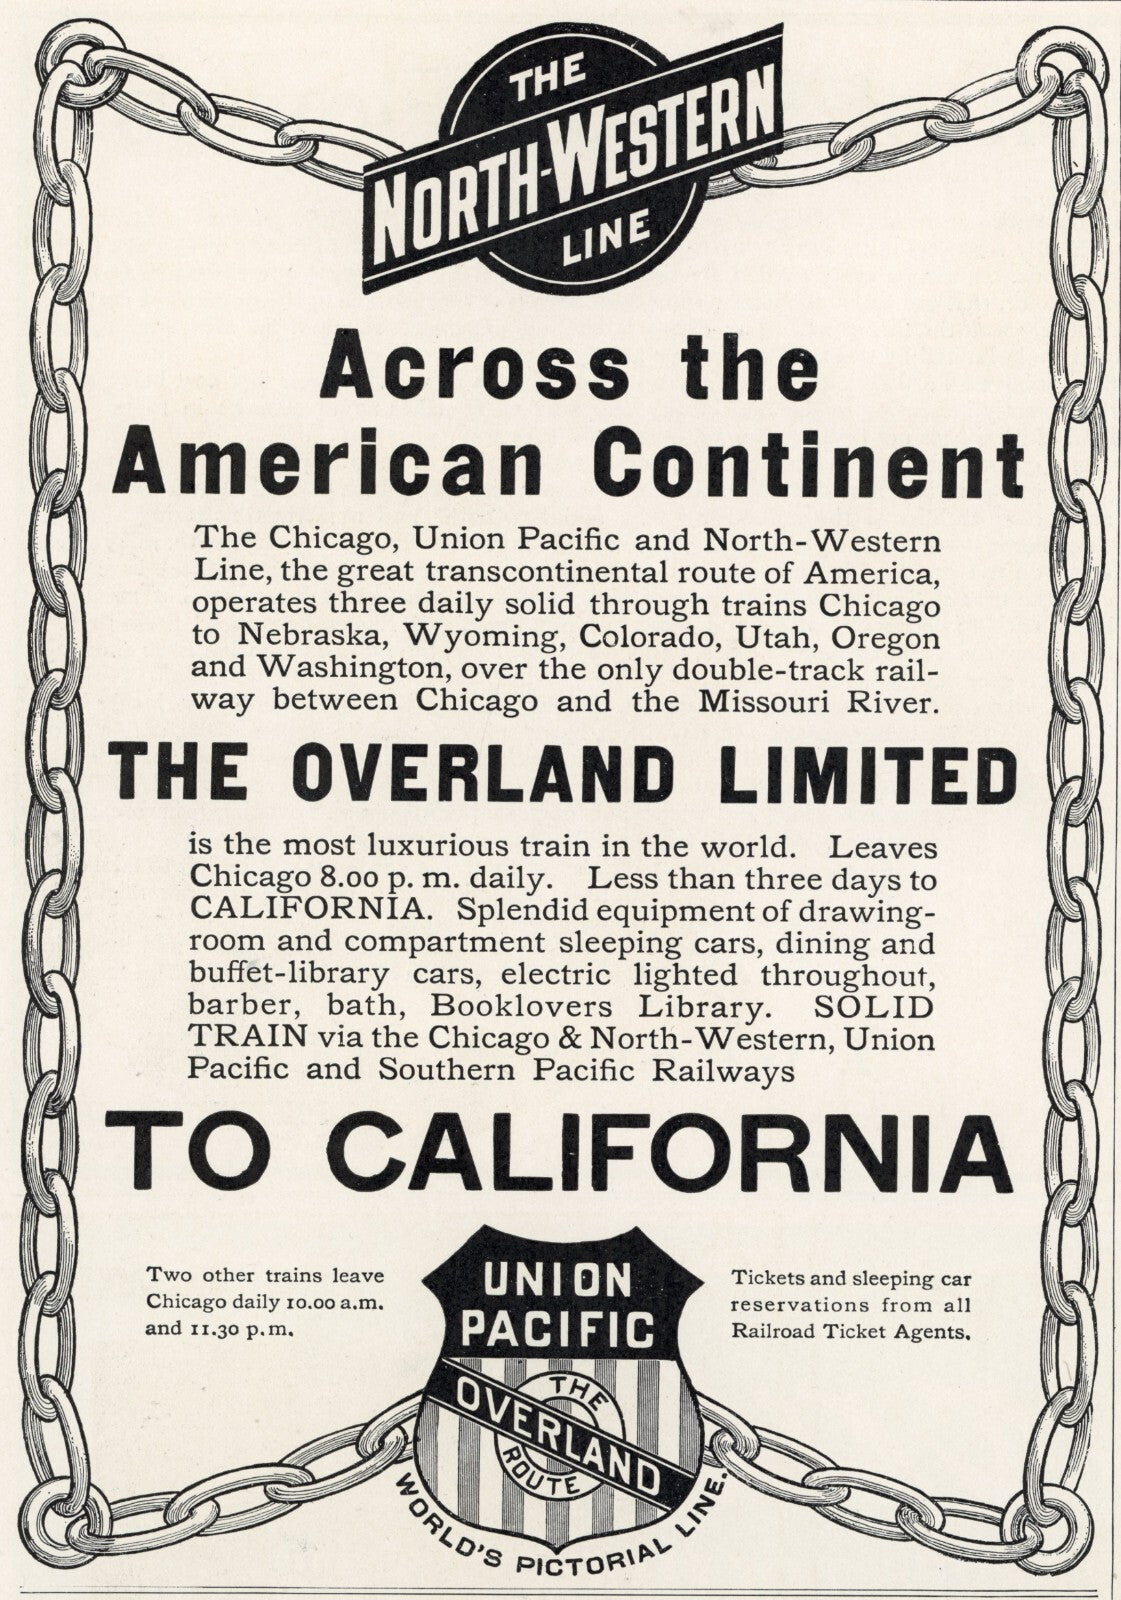 THE
NORTH-WESTERN
LINE
Across the
American Continent
The Chicago, Union Pacific and North-Western
Line, the great transcontinental route of America,
operates three daily solid through trains Chicago
to Nebraska, Wyoming, Colorado, Utah, Oregon
and Washington, over the only double-track rail-
way between Chicago and the Missouri River.
THE OVERLAND LIMITED
is the most luxurious train in the world. Leaves
Chicago 8.00 p. m. daily. Less than three days to
CALIFORNIA. Splendid equipment of drawing-
room and compartment sleeping cars, dining and
buffet-library cars, electric lighted throughout,
barber, bath, Booklovers Library. SOLID
TRAIN via the Chicago & North-Western, Union
Pacific and Southern Pacific Railways
TO CALIFORNIA
Two other trains leave
Chicago daily 10.00 a.m.
and 11.30 p.m.
UNION
PACIFIC
THE
OVERLAND
ROUTE
WORLD'S PICTORIAL LINE.
Tickets and sleeping car
reservations from all
Railroad Ticket Agents.